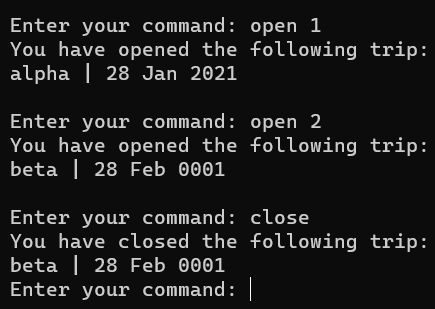 Enter your command: open 1
You have opened the following trip:
alpha | 28 Jan 2021
Enter your command: open 2
You have opened the following trip:
beta | 28 Feb 0001
Enter your command: close
You have closed the following trip:
beta | 28 Feb 0001
Enter your command: